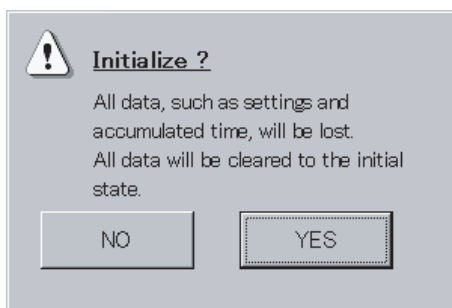 Initialize ?
All data, such as settings and
accumulated time, will be lost.
All data will be cleared to the initial
state.
NO
YES